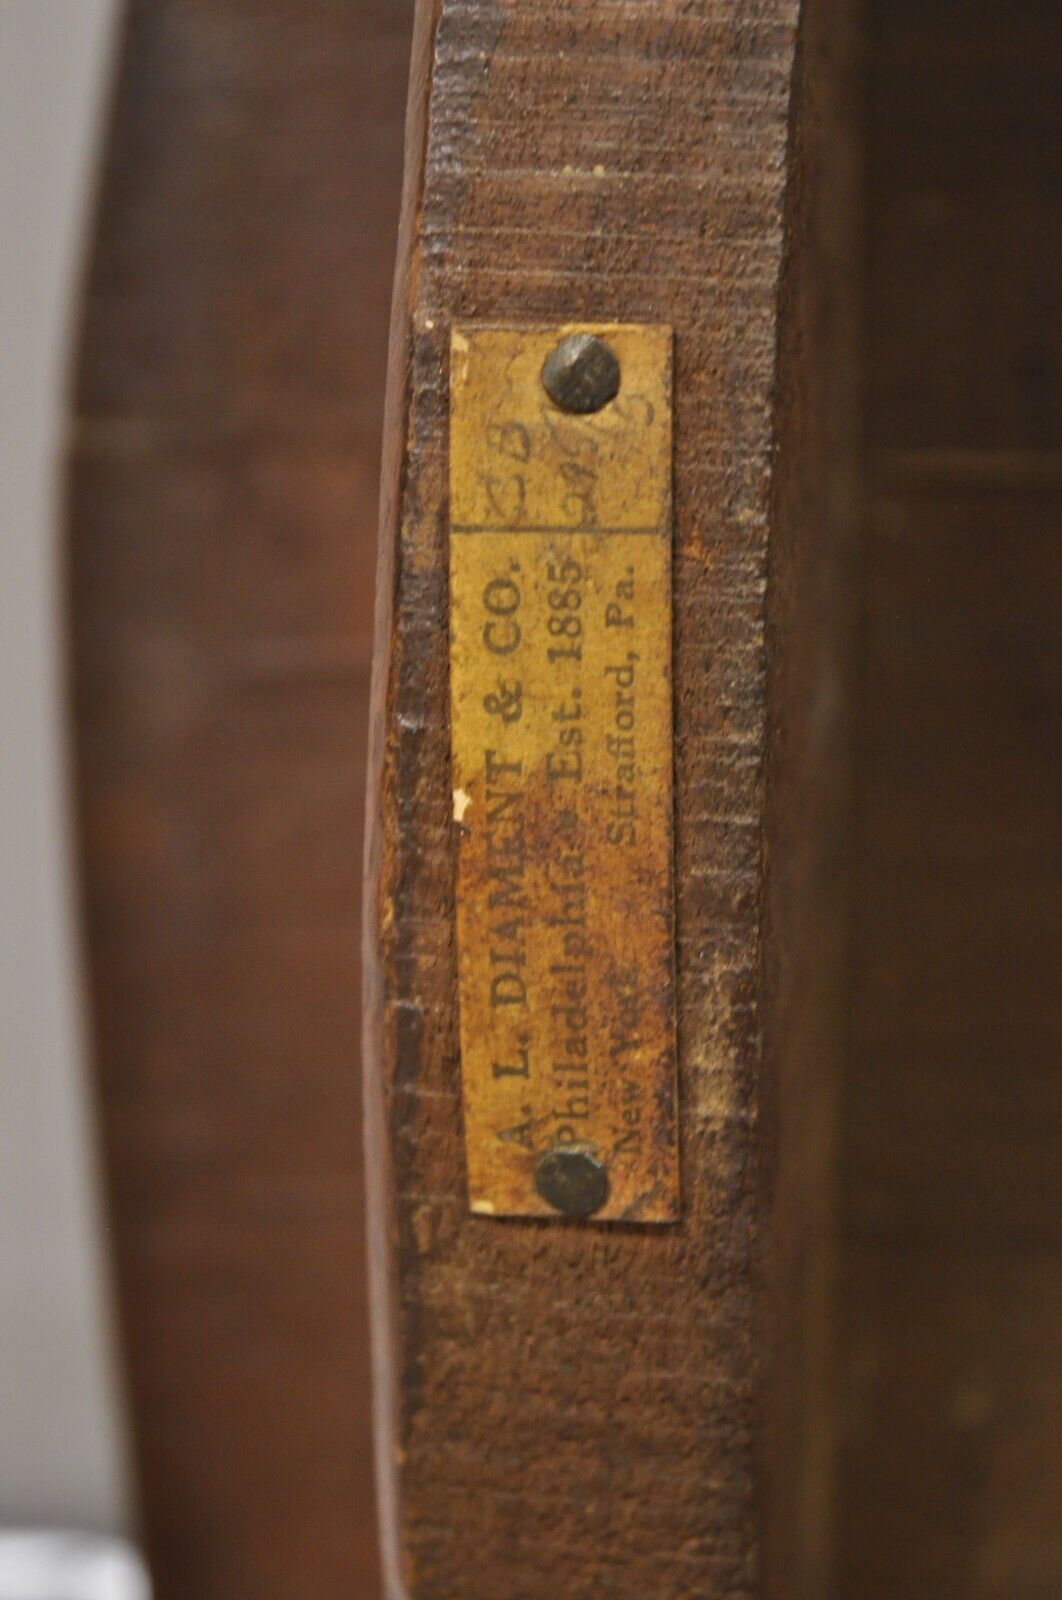 A. L. DIAMENT & CO.
Philadelphia Est. 1885
New York Strafford, Pa.